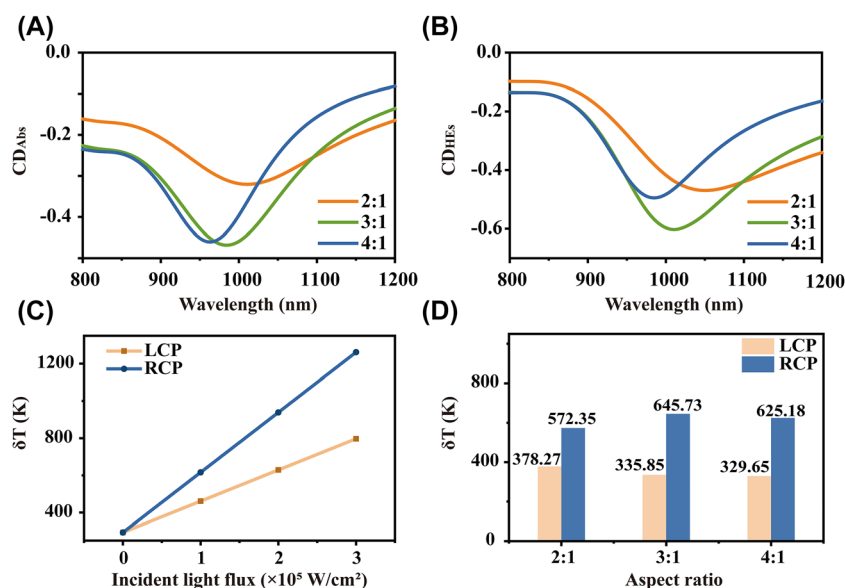 (A)
0.0
-0.2
-0.4
CDAbs
2:1
3:1
4:1
800 900 1000 1100 1200
Wavelength (nm)
(B)
0.0
-0.2
-0.4
-0.6
CDHEs
2:1
3:1
4:1
800 900 1000 1100 1200
Wavelength (nm)
(C)
1200
800
400
δT (K)
LCP
RCP
0 1 2 3
Incident light flux (×10⁵ W/cm²)
(D)
800
400
0
δT (K)
LCP
RCP
378.27 572.35 335.85 645.73 329.65 625.18
2:1 3:1 4:1
Aspect ratio